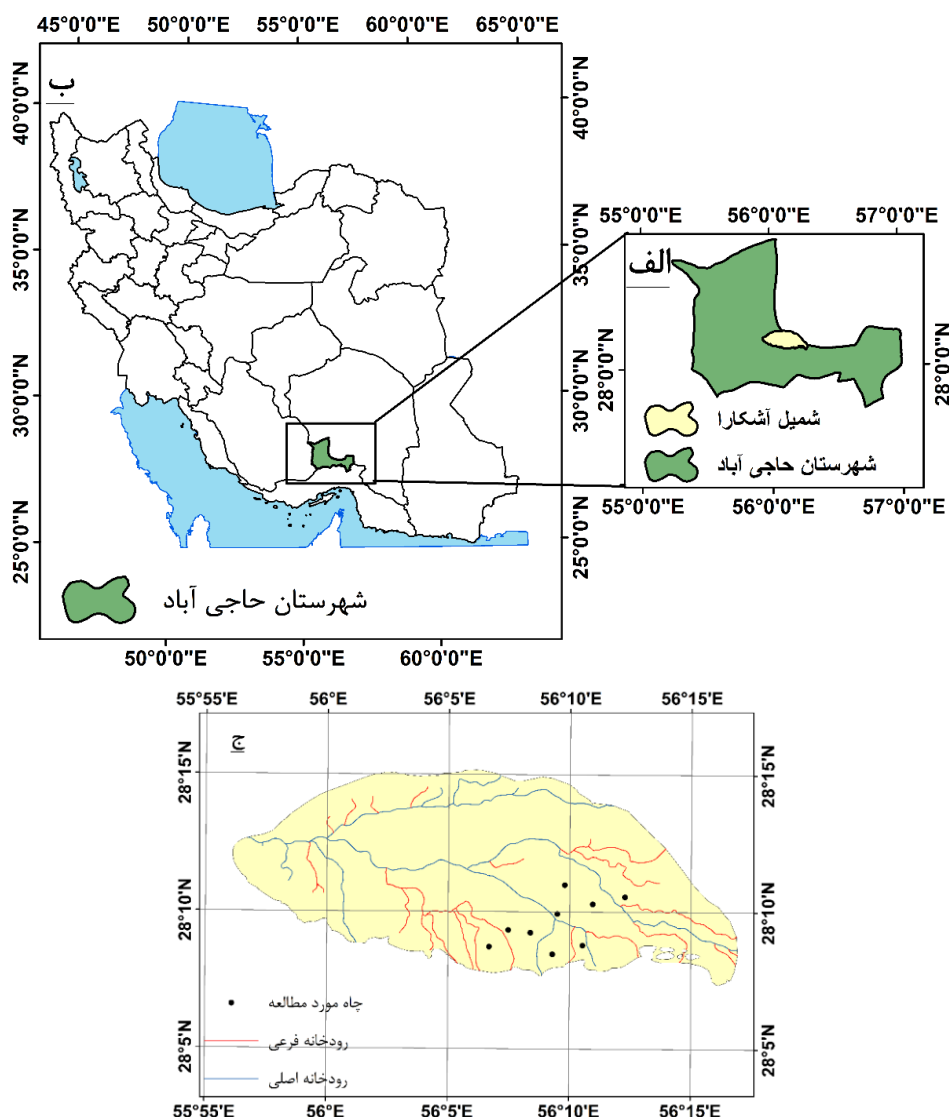 45°0'0"E 50°0'0"E 55°0'0"E 60°0'0"E 65°0'0"E
ب
40°0'0"N
35°0'0"N
30°0'0"N
25°0'0"N
40°0'0"N
35°0'0"N
30°0'0"N
25°0'0"N
شهرستان حاجی آباد
50°0'0"E 55°0'0"E 60°0'0"E
55°0'0"E 56°0'0"E 57°0'0"E
الف
28°0'0"N
28°0'0"N
شمیل آشکارا
شهرستان حاجی آباد
55°0'0"E 56°0'0"E 57°0'0"E
55°55'E 56°E 56°5'E 56°10'E 56°15'E
ج
28°15'N
28°10'N
28°5'N
28°15'N
28°10'N
28°5'N
چاه مورد مطالعه
رودخانه فرعی
رودخانه اصلی
55°55'E 56°E 56°5'E 56°10'E 56°15'E